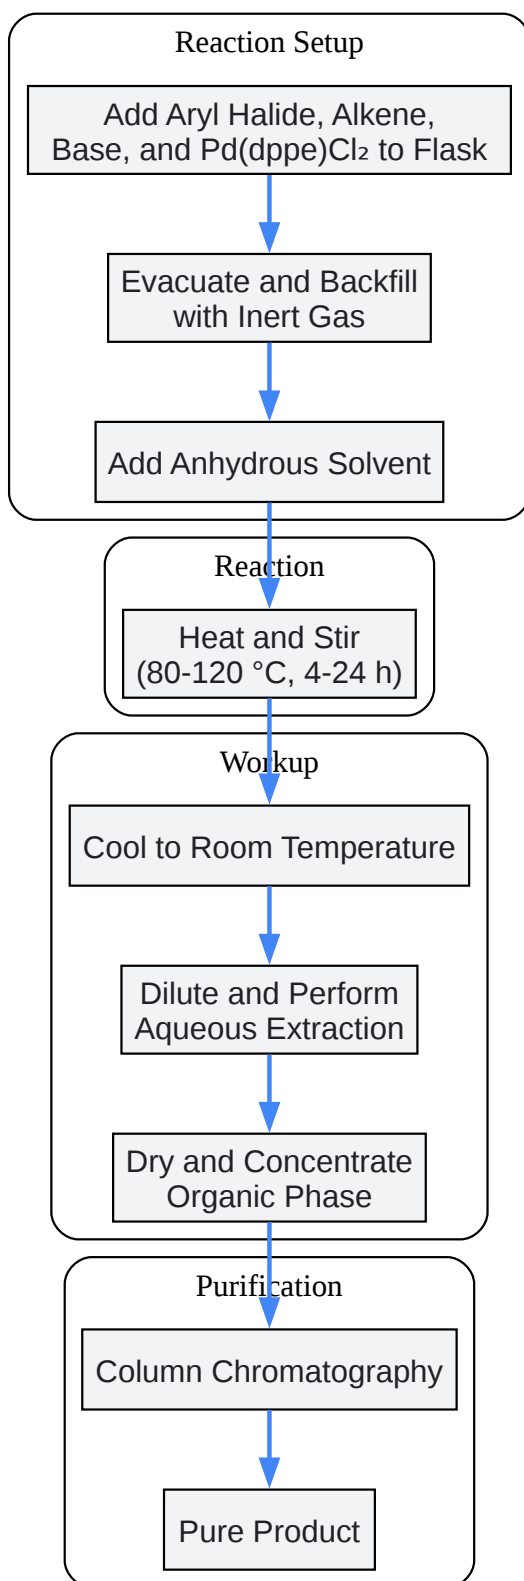 Reaction Setup
Add Aryl Halide, Alkene,
Base, and Pd(dppe)Cl₂ to Flask
Evacuate and Backfill
with Inert Gas
Add Anhydrous Solvent
Reaction
Heat and Stir
(80-120 °C, 4-24 h)
Workup
Cool to Room Temperature
Dilute and Perform
Aqueous Extraction
Dry and Concentrate
Organic Phase
Purification
Column Chromatography
Pure Product